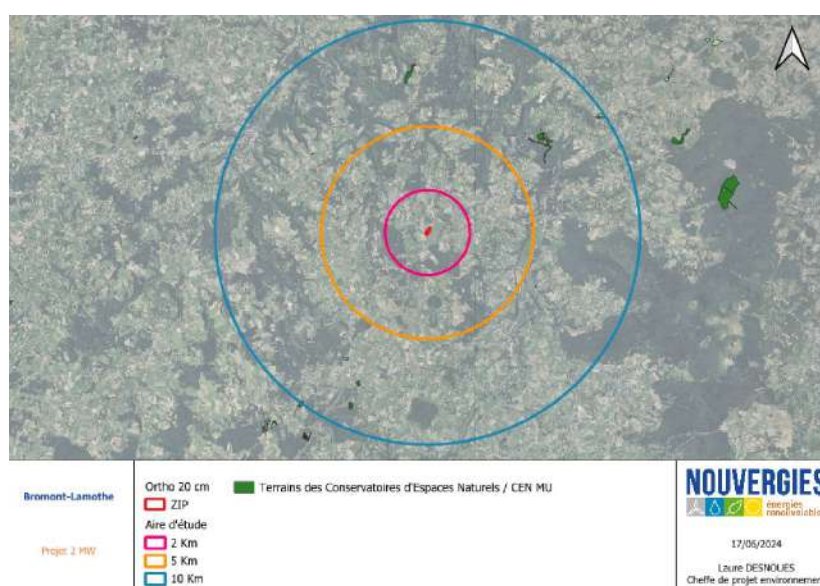 Bromont-Lamothe
Projet 2 MW
Ortho 20 cm
ZIP
Aire d'étude
2 Km
5 Km
10 Km
Terrains des Conservatoires d'Espaces Naturels / CEN MU
NOUVERGIES
énergies
renouvelables
17/06/2024
Laure DESNOUES
Cheffe de projet environnement